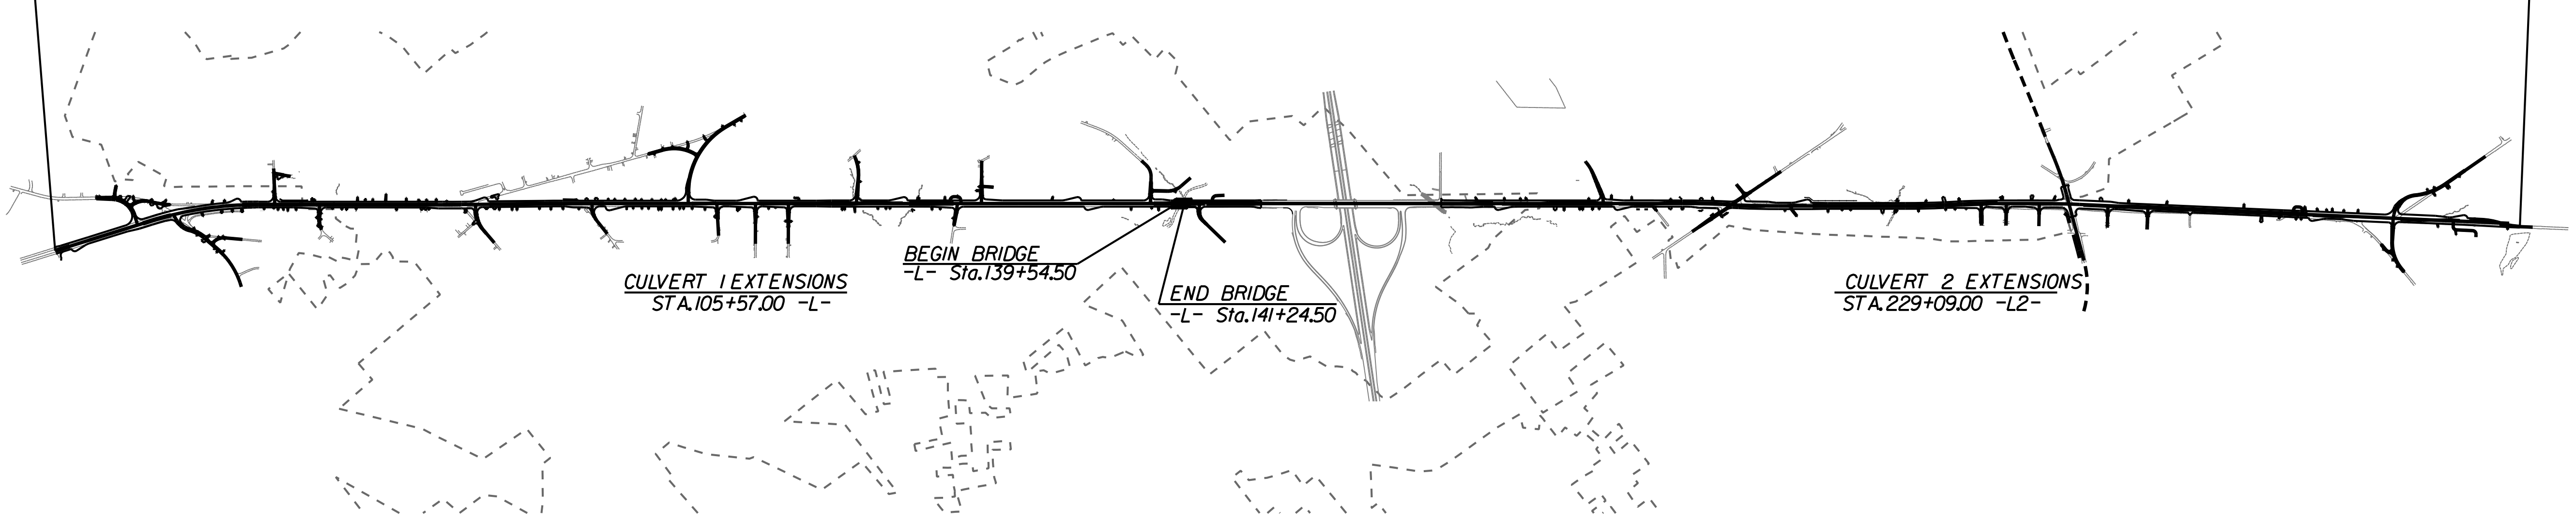 BEGIN BRIDGE
-L- Sta.139+54.50
CULVERT 1 EXTENSIONS
STA.105+57.00 -L-
END BRIDGE
-L- Sta.141+24.50
CULVERT 2 EXTENSIONS
STA.229+09.00 -L2-